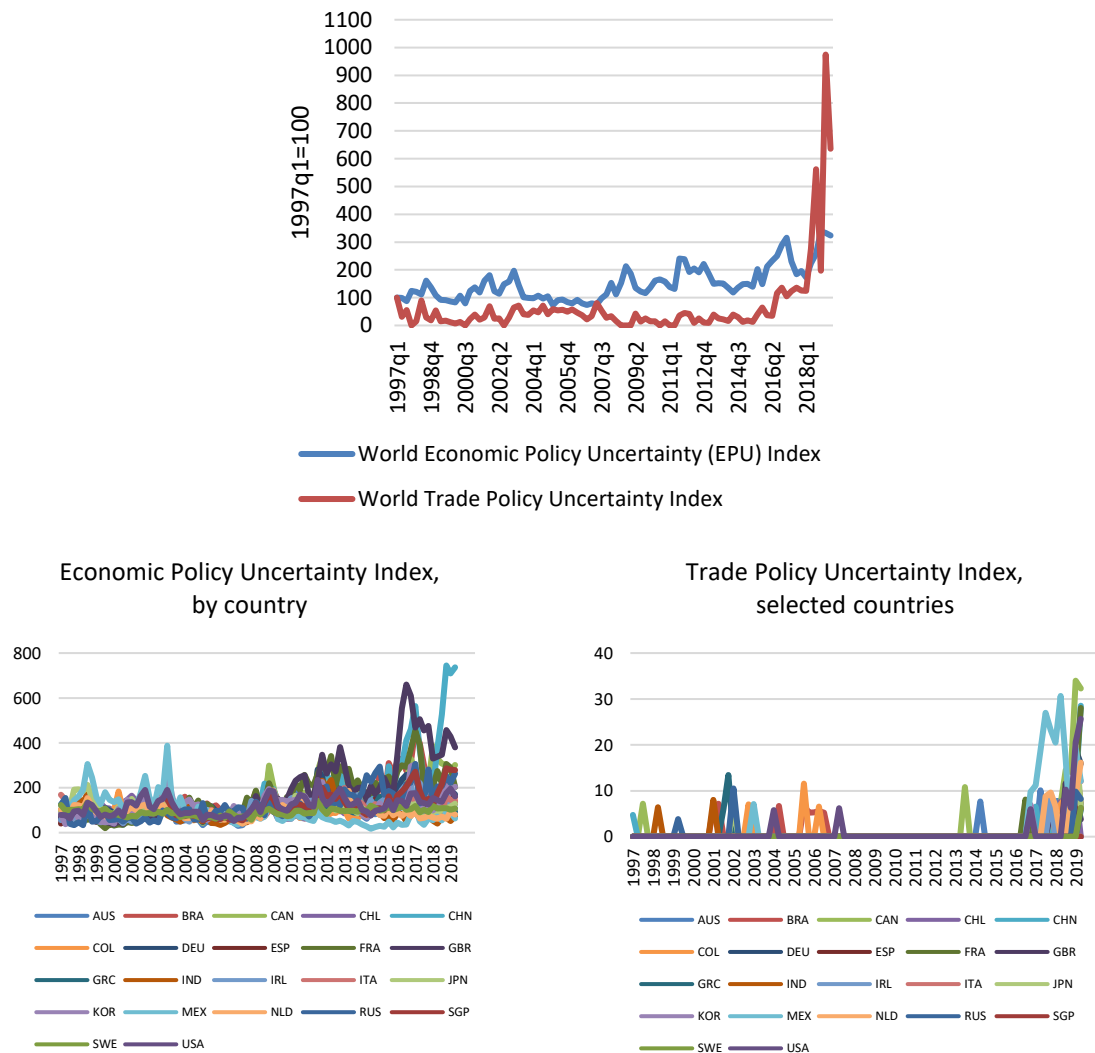 1100
1000
900
800
700
600
500
400
300
200
100
0
1997q1=100
1997q1
1998q4
2000q3
2002q2
2004q1
2005q4
2007q3
2009q2
2011q1
2012q4
2014q3
2016q2
2018q1
World Economic Policy Uncertainty (EPU) Index
World Trade Policy Uncertainty Index
Economic Policy Uncertainty Index,
by country
800
600
400
200
0
1997
1998
1999
2000
2001
2002
2003
2004
2005
2006
2007
2008
2009
2010
2011
2012
2013
2014
2015
2016
2017
2018
2019
AUS BRA CAN CHL CHN
COL DEU ESP FRA GBR
GRC IND IRL ITA JPN
KOR MEX NLD RUS SGP
SWE USA
Trade Policy Uncertainty Index,
selected countries
40
30
20
10
0
1997
1998
1999
2000
2001
2002
2003
2004
2005
2006
2007
2008
2009
2010
2011
2012
2013
2014
2015
2016
2017
2018
2019
AUS BRA CAN CHL CHN
COL DEU ESP FRA GBR
GRC IND IRL ITA JPN
KOR MEX NLD RUS SGP
SWE USA